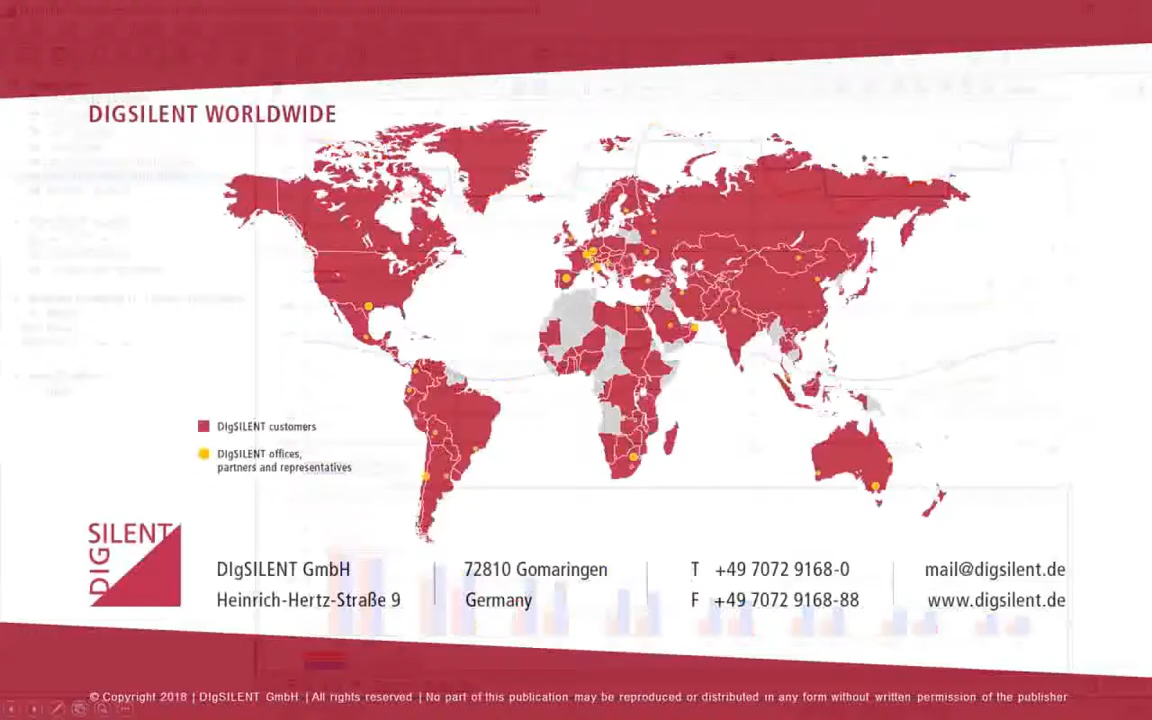 DIGSILENT WORLDWIDE
DIgSILENT customers
DIgSILENT offices,
partners and representatives
DIG SILENT
DIgSILENT GmbH
Heinrich-Hertz-Straße 9
72810 Gomaringen
Germany
T +49 7072 9168-0
F +49 7072 9168-88
mail@digsilent.de
www.digsilent.de
© Copyright 2018 | DIgSILENT GmbH | All rights reserved | No part of this publication may be reproduced or distributed in any form without written permission of the publisher